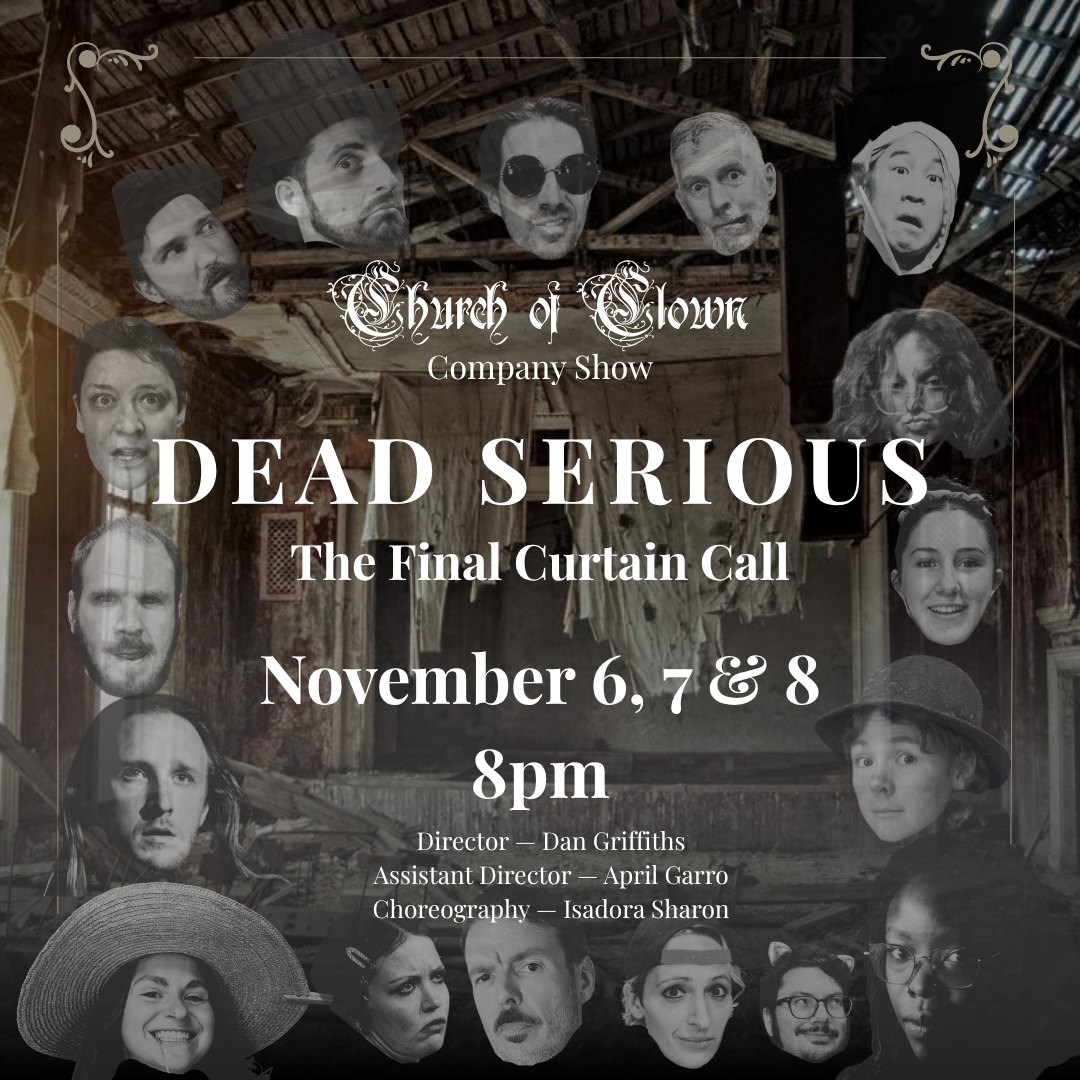 Church of Clown
Company Show
DEAD SERIOUS
The Final Curtain Call
November 6, 7 & 8
8pm
Director — Dan Griffiths
Assistant Director — April Garro
Choreography — Isadora Sharon